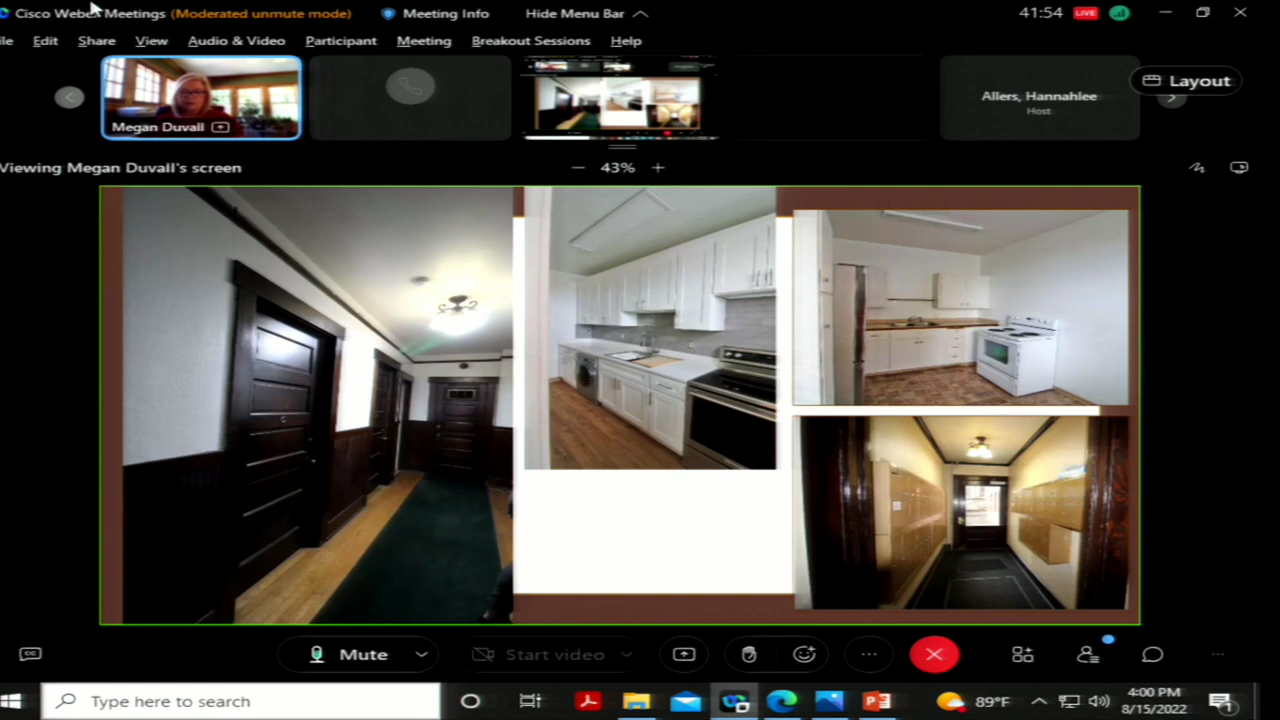 Cisco Webex Meetings (Moderated unmute mode) Meeting Info Hide Menu Bar 41:54 LIVE
ile Edit Share View Audio & Video Participant Meeting Breakout Sessions Help
Layout
Allers, Hannahlee
Host
Megan Duvall
Viewing Megan Duvall's screen — 43% +
Mute Start video
CC
Type here to search 89°F 4:00 PM
8/15/2022
1